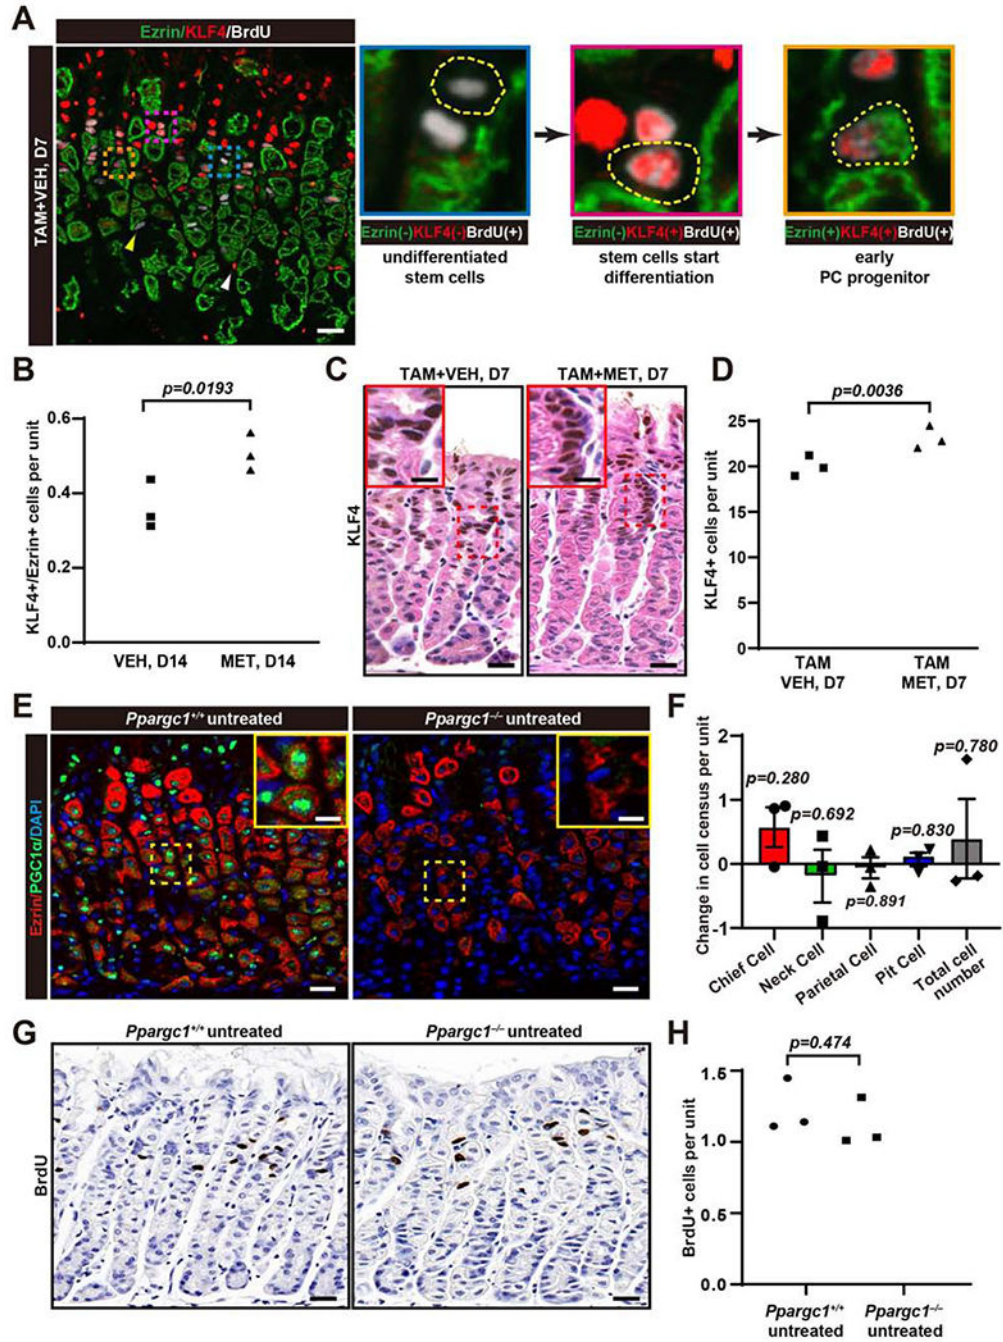 A
Ezrin/KLF4/BrdU
TAM+VEH, D7
Ezrin(-)KLF4(-)BrdU(+)
undifferentiated
stem cells
Ezrin(-)KLF4(+)BrdU(+)
stem cells start
differentiation
Ezrin(+)KLF4(+)BrdU(+)
early
PC progenitor
B
p=0.0193
KLF4+/Ezrin+ cells per unit
0.6
0.4
0.2
0.0
VEH, D14
MET, D14
C
TAM+VEH, D7
TAM+MET, D7
KLF4
D
p=0.0036
KLF4+ cells per unit
25
20
15
10
5
0
TAM
VEH, D7
TAM
MET, D7
E
Ppargc1+/+ untreated
Ppargc1−/− untreated
Ezrin/PGC1α/DAPI
F
Change in cell census per unit
2
1
0
-1
p=0.280
p=0.692
p=0.891
p=0.830
p=0.780
Chief Cell
Neck Cell
Parietal Cell
Pit Cell
Total cell
number
G
Ppargc1+/+ untreated
Ppargc1−/− untreated
BrdU
H
p=0.474
BrdU+ cells per unit
1.5
1.0
0.5
0.0
Ppargc1+/+
untreated
Ppargc1−/−
untreated